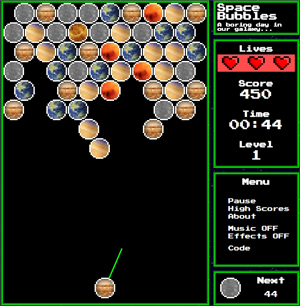 Space
Bubbles
A boring day in
our galaxy...
Lives
Score
450
Time
00:44
Level
1
Menu
Pause
High Scores
About
Music OFF
Effects OFF
Code
Next
44